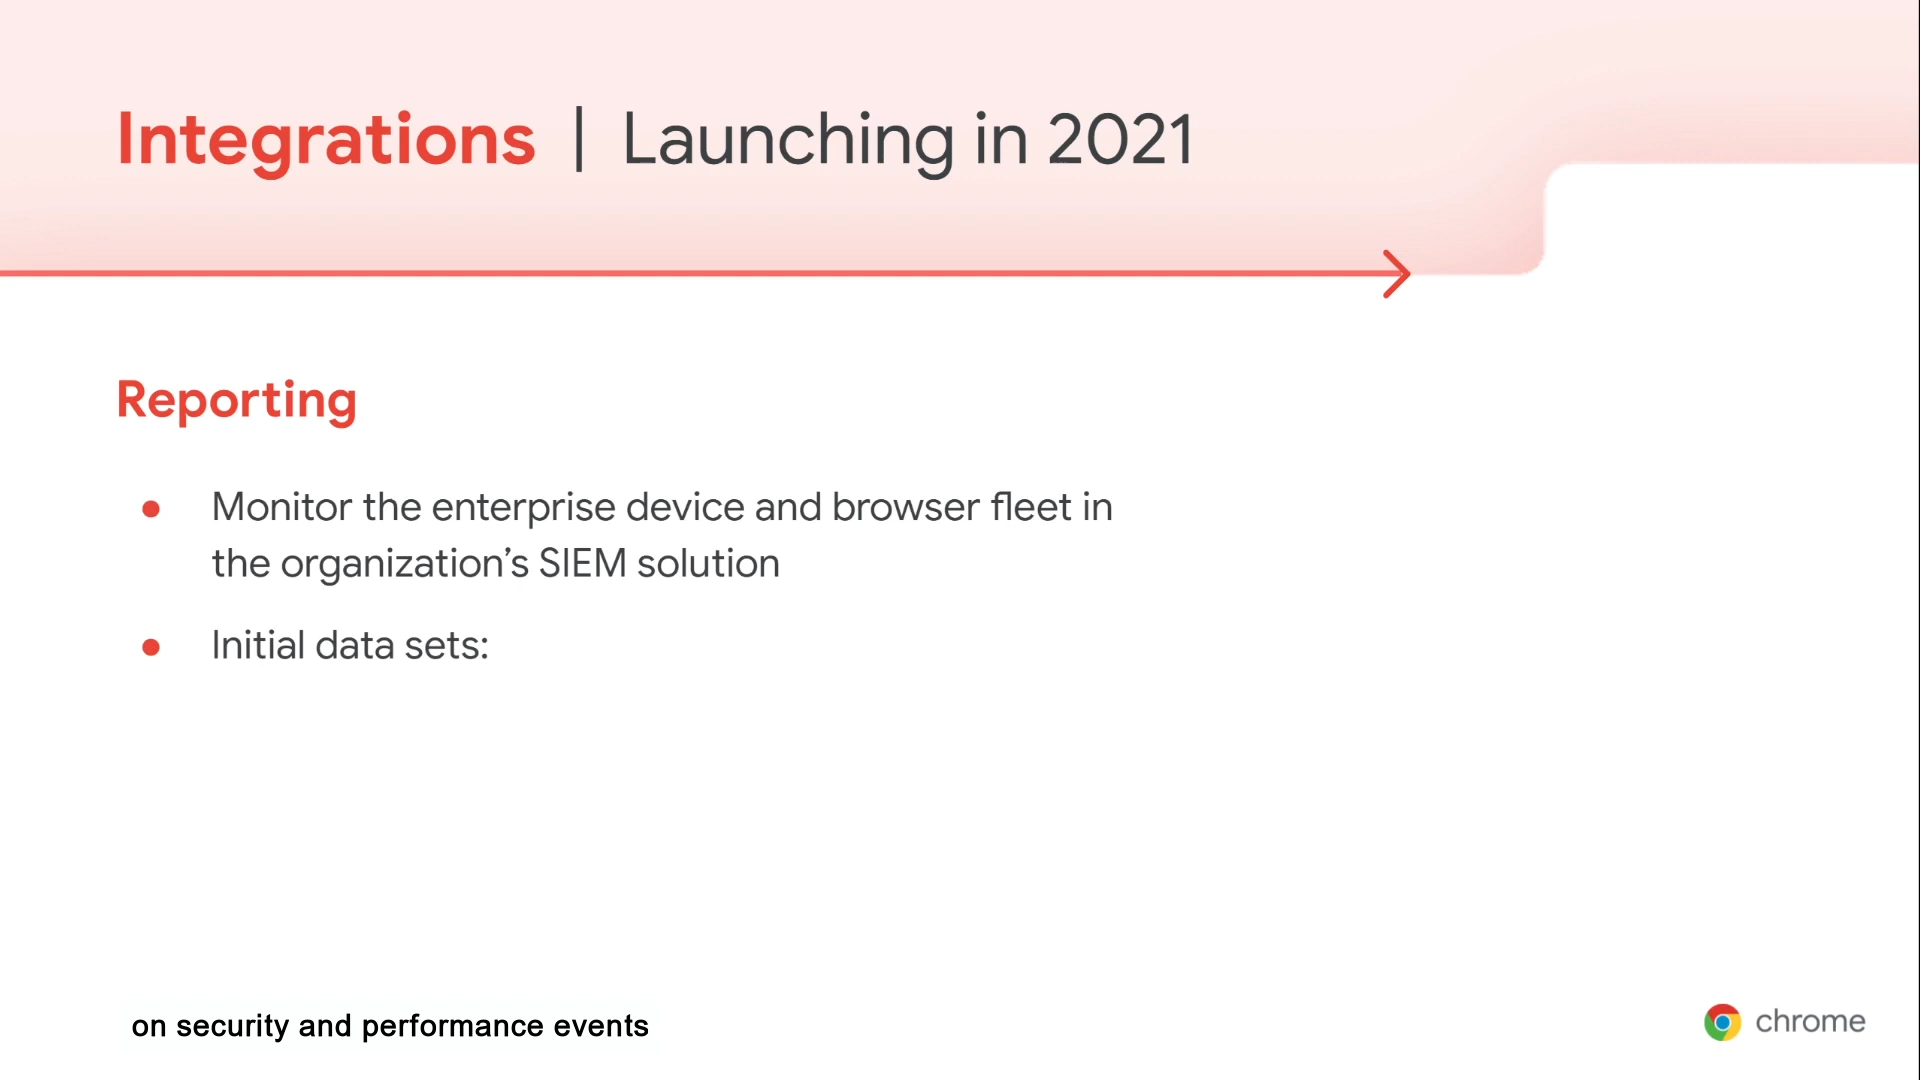 Integrations | Launching in 2021
Reporting
● Monitor the enterprise device and browser fleet in
the organization’s SIEM solution
● Initial data sets:
on security and performance events
chrome